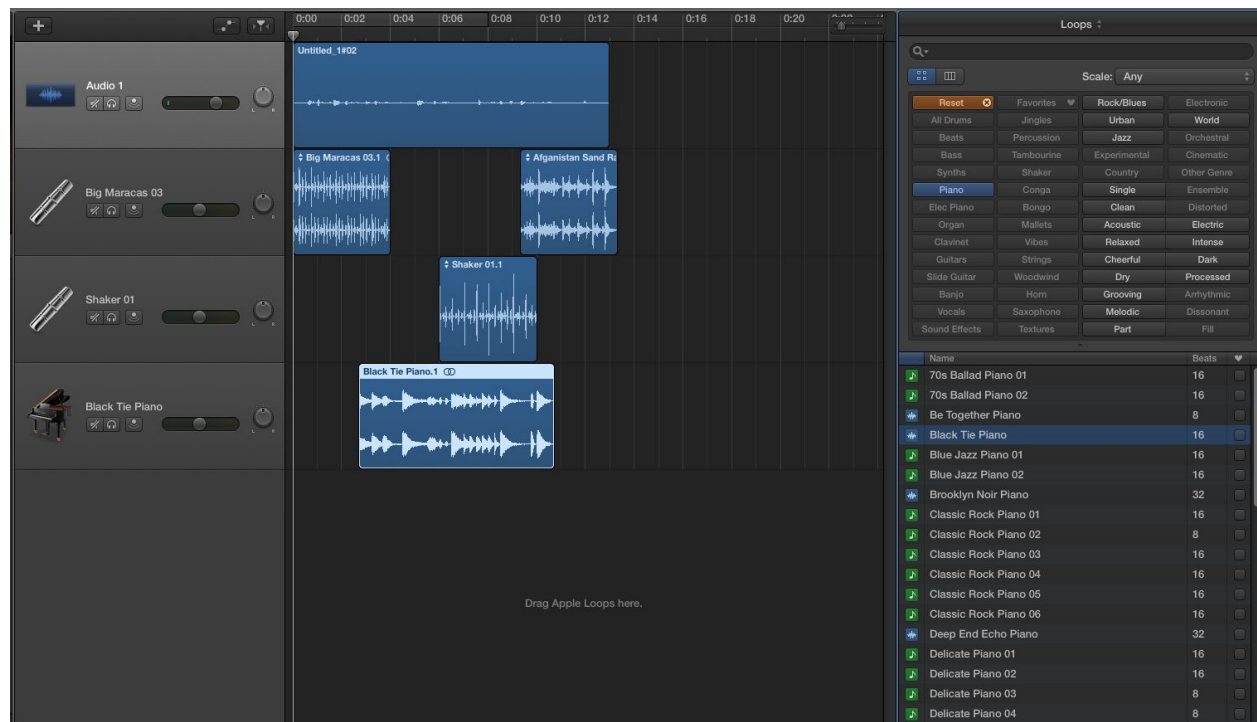 0:00 0:02 0:04 0:06 0:08 0:10 0:12 0:14 0:16 0:18 0:20
Loops
Untitled_1#02
Audio 1
L R
Big Maracas 03.1
Afganistan Sand Ra
Big Maracas 03
L R
Shaker 01.1
Shaker 01
L R
Black Tie Piano.1
Black Tie Piano
L R
Drag Apple Loops here.
Scale: Any
Reset Favorites Rock/Blues Electronic
All Drums Jingles Urban World
Beats Percussion Jazz Orchestral
Bass Tambourine Experimental Cinematic
Synths Shaker Country Other Genre
Piano Conga Single Ensemble
Elec Piano Bongo Clean Distorted
Organ Mallets Acoustic Electric
Clavinet Vibes Relaxed Intense
Guitars Strings Cheerful Dark
Slide Guitar Woodwind Dry Processed
Banjo Horn Grooving Arrhythmic
Vocals Saxophone Melodic Dissonant
Sound Effects Textures Part Fill
Name Beats
70s Ballad Piano 01 16
70s Ballad Piano 02 16
Be Together Piano 8
Black Tie Piano 16
Blue Jazz Piano 01 16
Blue Jazz Piano 02 16
Brooklyn Noir Piano 32
Classic Rock Piano 01 16
Classic Rock Piano 02 8
Classic Rock Piano 03 16
Classic Rock Piano 04 16
Classic Rock Piano 05 16
Classic Rock Piano 06 16
Deep End Echo Piano 32
Delicate Piano 01 16
Delicate Piano 02 16
Delicate Piano 03 8
Delicate Piano 04 8